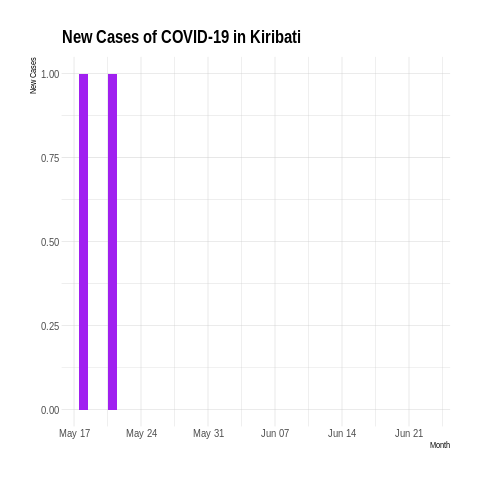 New Cases of COVID-19 in Kiribati
New Cases
1.00
0.75
0.50
0.25
0.00
May 17 May 24 May 31 Jun 07 Jun 14 Jun 21
Month